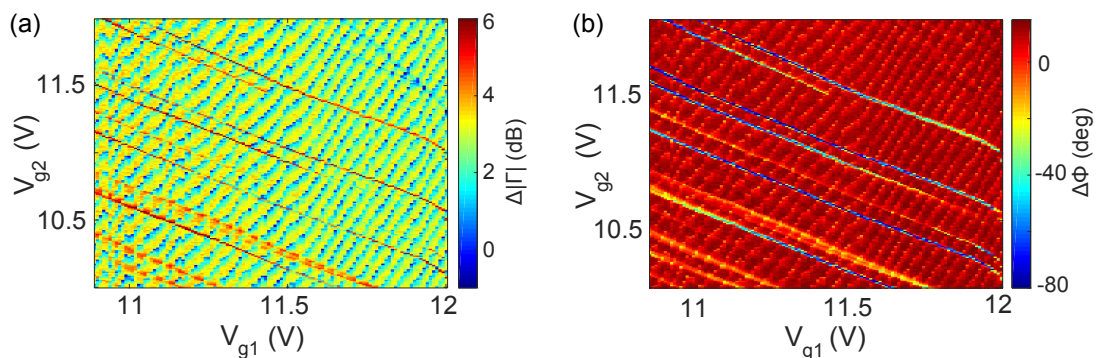 (a)
11.5
10.5
V_g2 (V)
11
11.5
12
V_g1 (V)
6
4
2
0
Δ|Γ| (dB)
(b)
11.5
10.5
V_g2 (V)
11
11.5
12
V_g1 (V)
0
-40
-80
ΔΦ (deg)